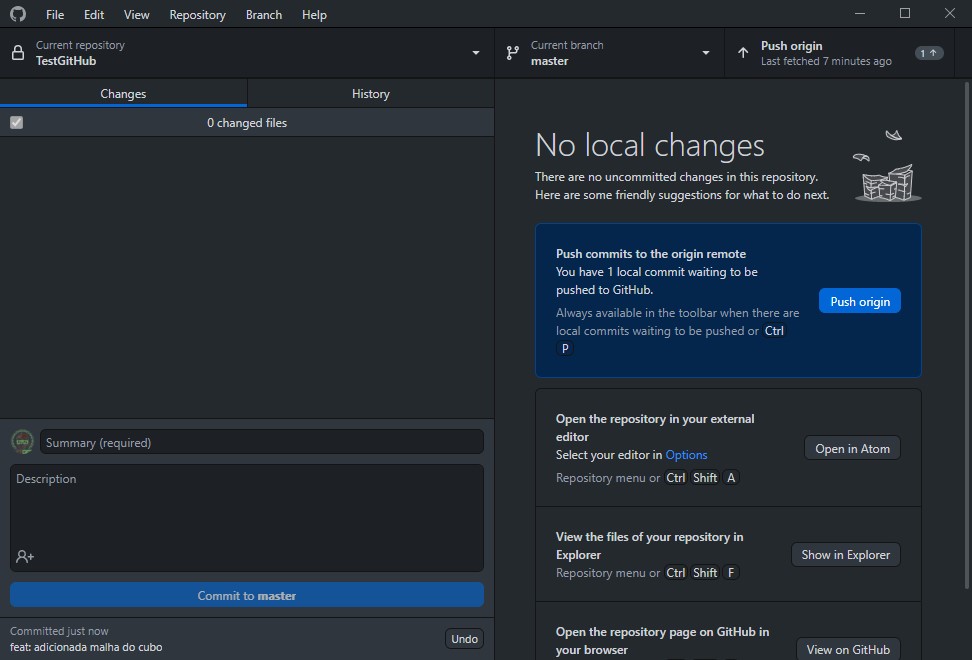 File Edit View Repository Branch Help
Current repository
TestGitHub
Current branch
master
Push origin
Last fetched 7 minutes ago
1
Changes
History
0 changed files
No local changes
There are no uncommitted changes in this repository.
Here are some friendly suggestions for what to do next.
Push commits to the origin remote
You have 1 local commit waiting to be
pushed to GitHub.
Always available in the toolbar when there are
local commits waiting to be pushed or Ctrl
P
Push origin
Open the repository in your external
editor
Select your editor in Options
Repository menu or Ctrl Shift A
Open in Atom
View the files of your repository in
Explorer
Repository menu or Ctrl Shift F
Show in Explorer
Open the repository page on GitHub in
your browser
View on GitHub
Summary (required)
Description
Commit to master
Committed just now
feat: adicionada malha do cubo
Undo